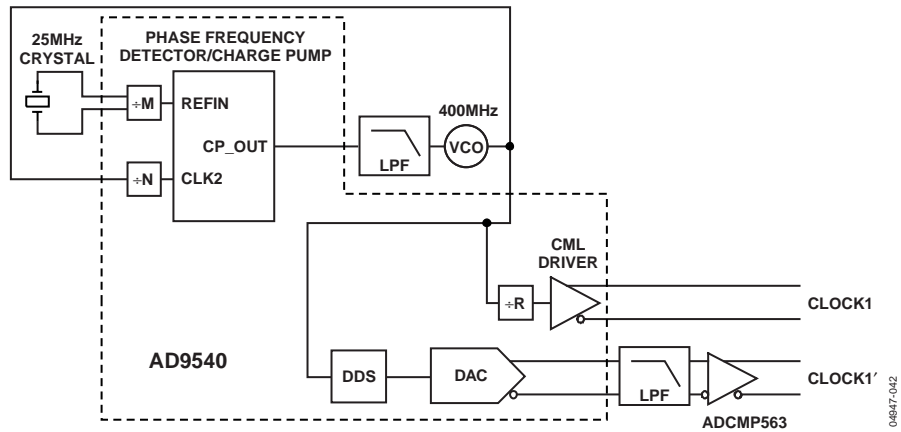 25MHz
CRYSTAL
PHASE FREQUENCY
DETECTOR/CHARGE PUMP
÷M
REFIN
CP_OUT
÷N
CLK2
LPF
400MHz
VCO
CML
DRIVER
÷R
CLOCK1
AD9540
DDS
DAC
LPF
ADCMP563
CLOCK1′
04947-042